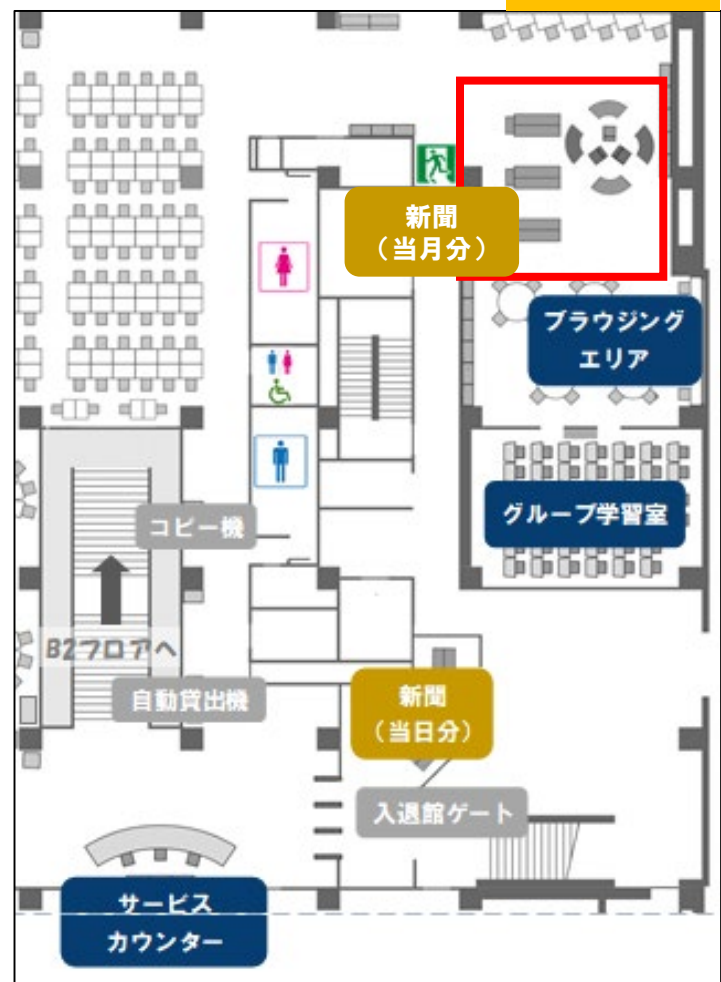 新聞
（当月分）
ブラウジング
エリア
グループ学習室
コピー機
B2フロアへ
自動貸出機
新聞
（当日分）
入退館ゲート
サービス
カウンター